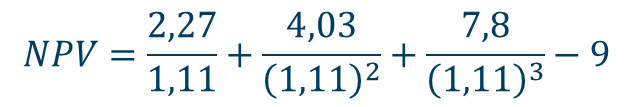 NPV = 2,27/1,11 + 4,03/(1,11)² + 7,8/(1,11)³ − 9